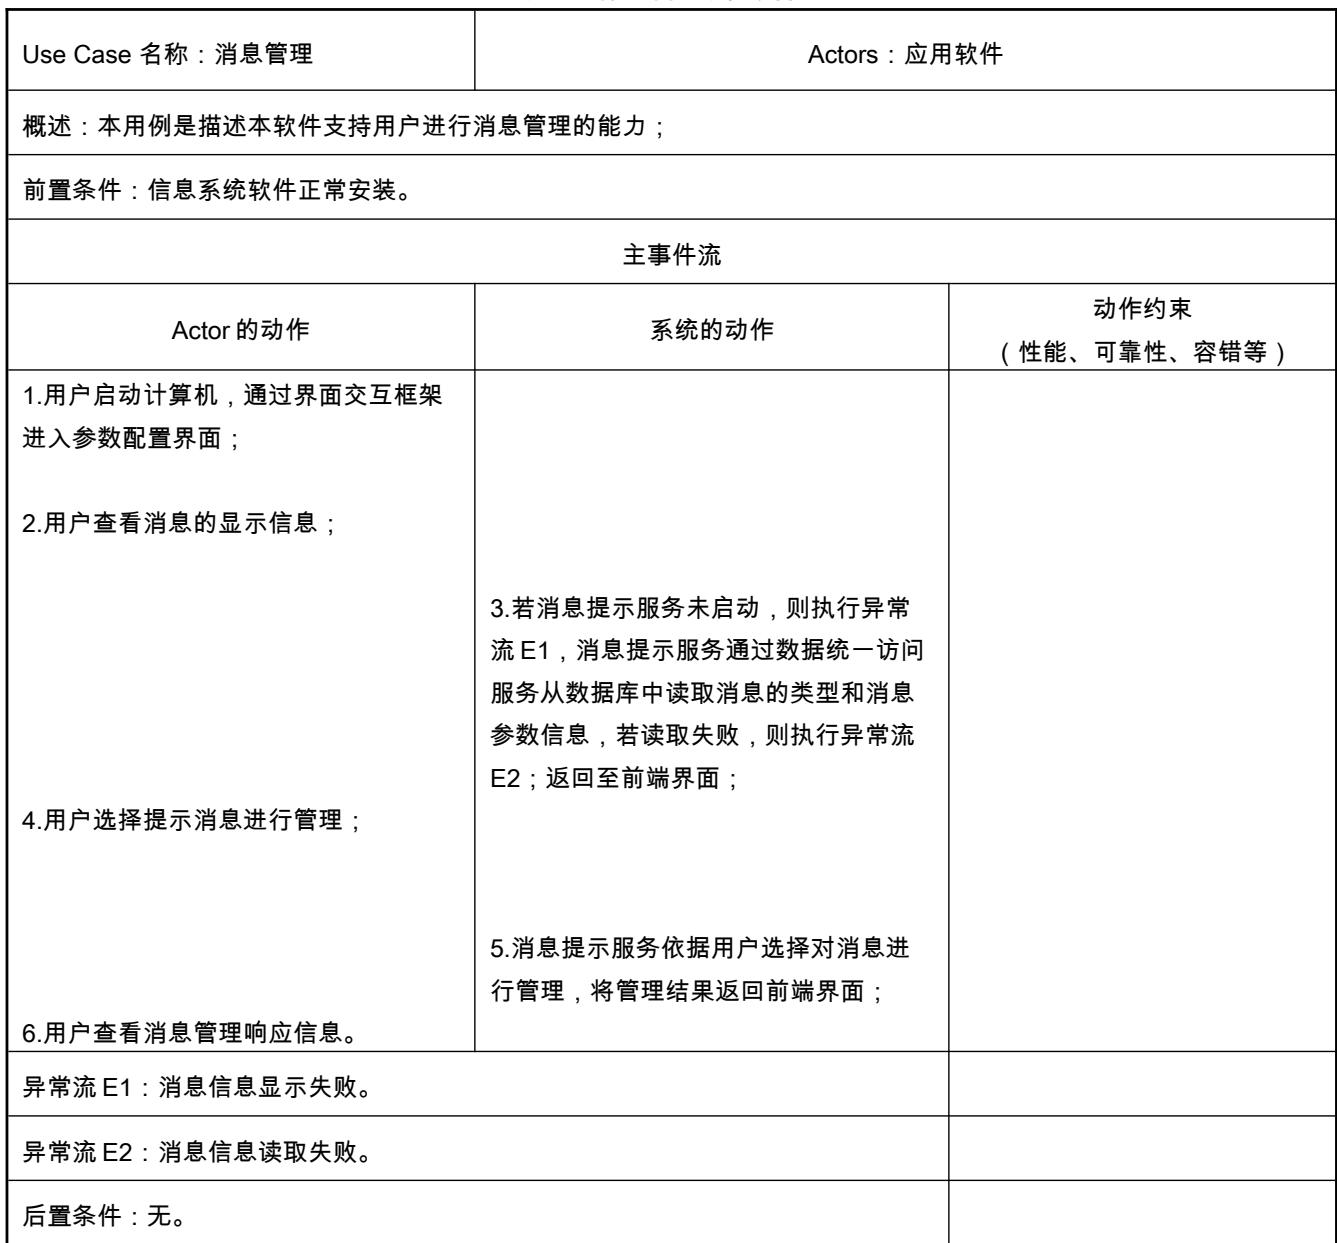 Use Case 名称：消息管理
Actors：应用软件
概述：本用例是描述本软件支持用户进行消息管理的能力；
前置条件：信息系统软件正常安装。
主事件流
Actor 的动作
系统的动作
动作约束
（性能、可靠性、容错等）
1.用户启动计算机，通过界面交互框架
进入参数配置界面；
2.用户查看消息的显示信息；
3.若消息提示服务未启动，则执行异常
流 E1，消息提示服务通过数据统一访问
服务从数据库中读取消息的类型和消息
参数信息，若读取失败，则执行异常流
E2；返回至前端界面；
4.用户选择提示消息进行管理；
5.消息提示服务依据用户选择对消息进
行管理，将管理结果返回前端界面；
6.用户查看消息管理响应信息。
异常流 E1：消息信息显示失败。
异常流 E2：消息信息读取失败。
后置条件：无。